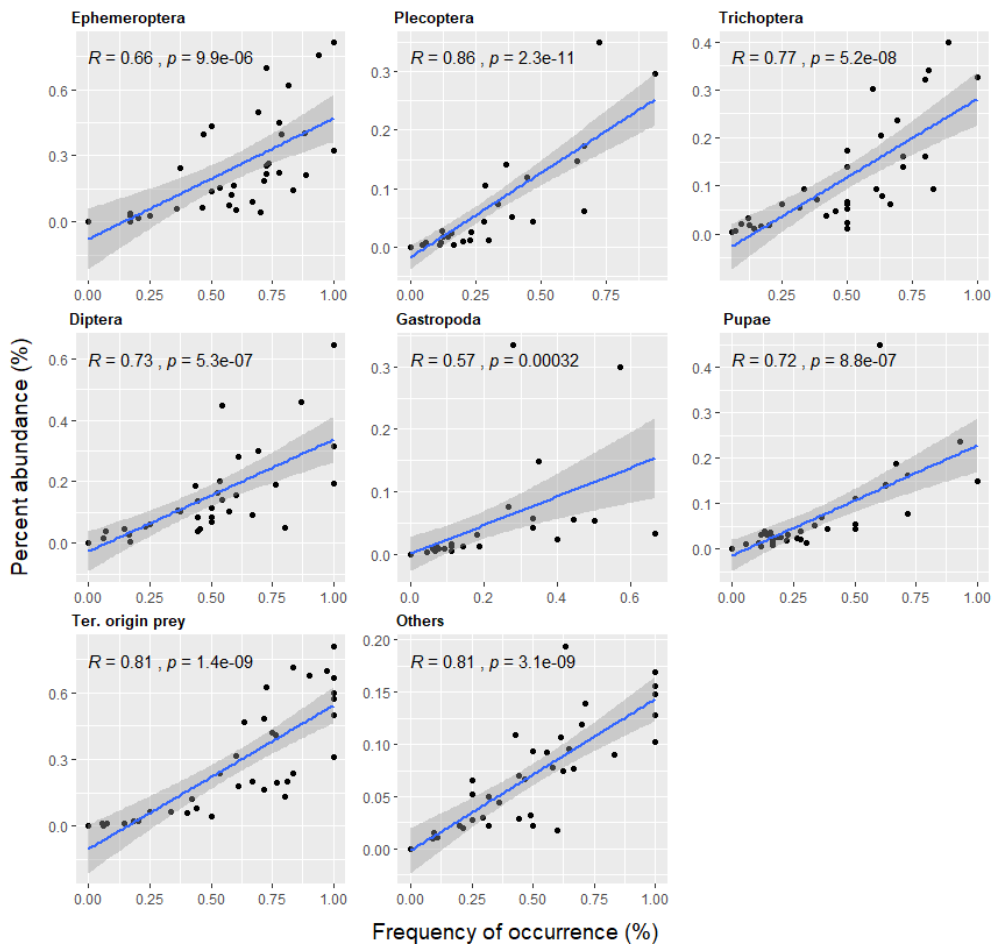 Ephemeroptera
Plecoptera
Trichoptera
R = 0.66 , p = 9.9e-06
R = 0.86 , p = 2.3e-11
R = 0.77 , p = 5.2e-08
0.6
0.3
0.0
0.3
0.2
0.1
0.0
0.4
0.3
0.2
0.1
0.0
0.00 0.25 0.50 0.75 1.00
0.00 0.25 0.50 0.75
0.25 0.50 0.75 1.00
Diptera
Gastropoda
Pupae
R = 0.73 , p = 5.3e-07
R = 0.57 , p = 0.00032
R = 0.72 , p = 8.8e-07
0.6
0.4
0.2
0.0
0.3
0.2
0.1
0.0
0.4
0.3
0.2
0.1
0.0
0.00 0.25 0.50 0.75 1.00
0.0 0.2 0.4 0.6
0.00 0.25 0.50 0.75 1.00
Percent abundance (%)
Ter. origin prey
Others
R = 0.81 , p = 1.4e-09
R = 0.81 , p = 3.1e-09
0.6
0.3
0.0
0.20
0.15
0.10
0.05
0.00
0.00 0.25 0.50 0.75 1.00
0.00 0.25 0.50 0.75 1.00
Frequency of occurrence (%)